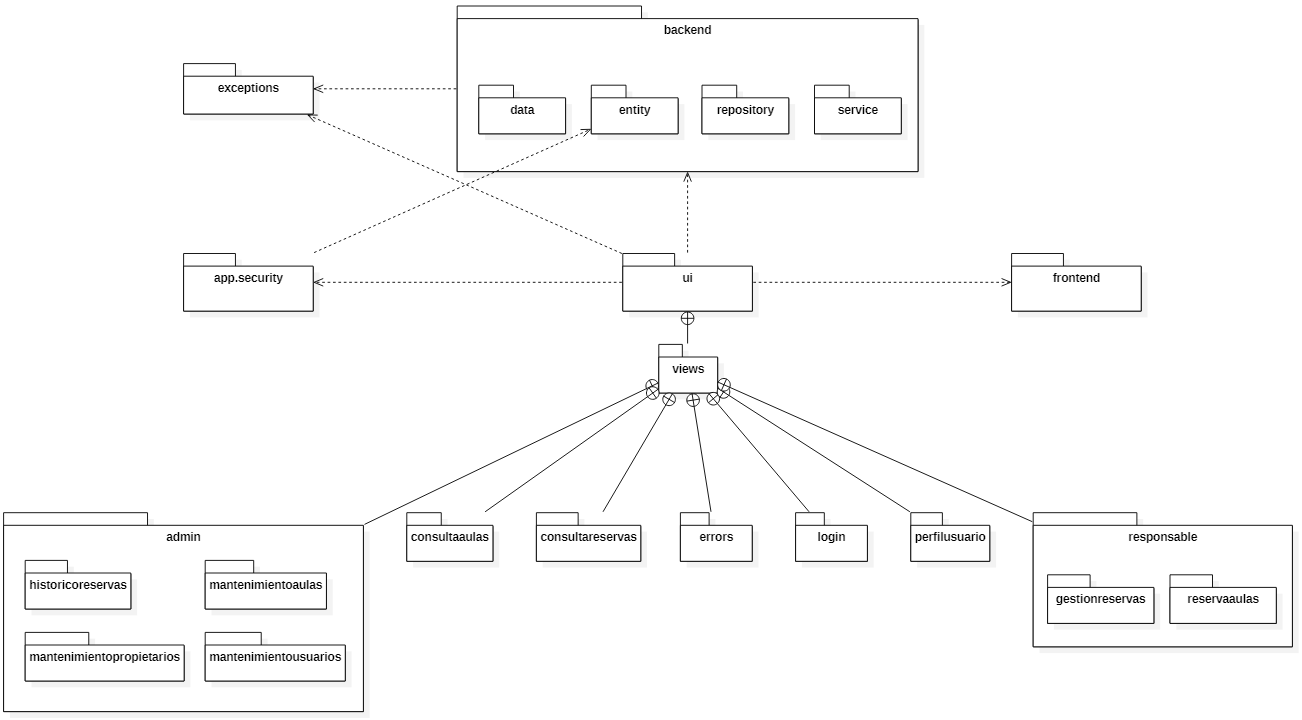 backend
exceptions
data
entity
repository
service
app.security
ui
frontend
views
admin
consultaaulas
consultareservas
errors
login
perfilusuario
responsable
historicoreservas
mantenimientoaulas
gestionreservas
reservaaulas
mantenimientopropietarios
mantenimientousuarios